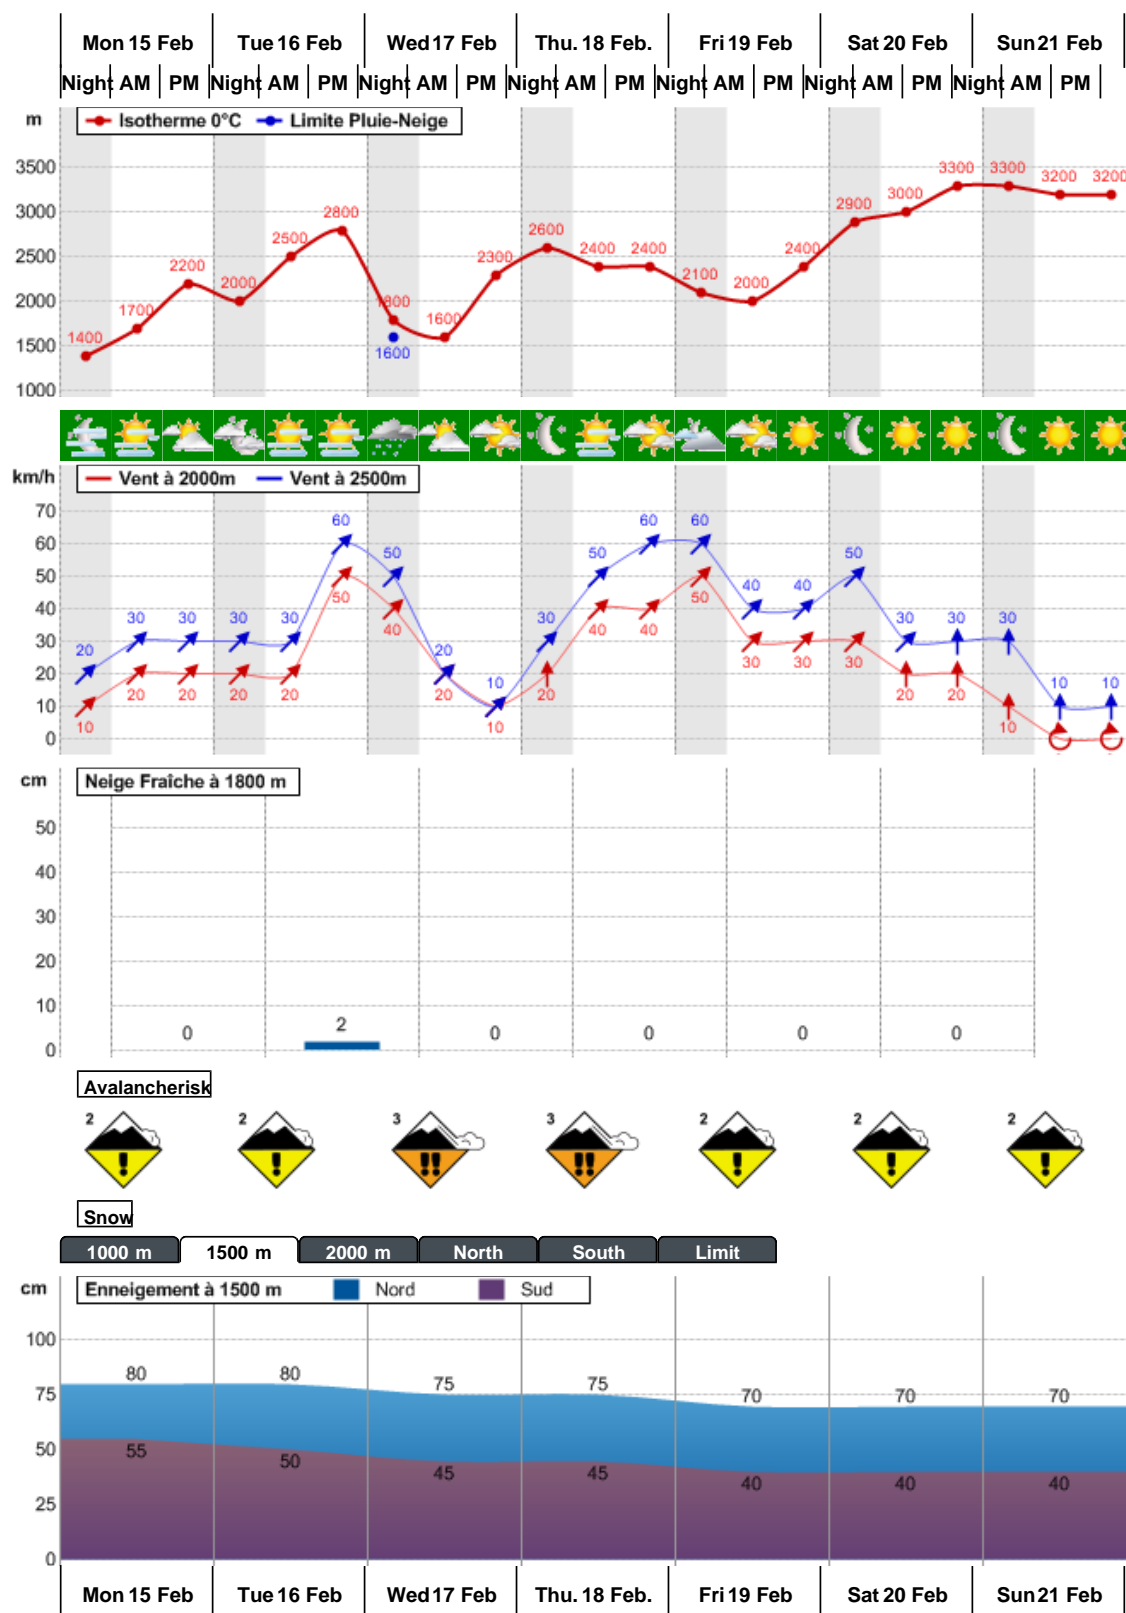 Mon 15 Feb Tue 16 Feb Wed 17 Feb Thu. 18 Feb. Fri 19 Feb Sat 20 Feb Sun 21 Feb
Night AM PM Night AM PM Night AM PM Night AM PM Night AM PM Night AM PM Night AM PM
m Isotherme 0°C Limite Pluie-Neige
3500
3300 3300 3200 3200
3000 2900 3000
2800
2600
2500 2500
2400 2400 2400
2300
2200
2100
2000 2000 2000
1800
1700
1600
1500
1400
1600
1000
km/h Vent à 2000m Vent à 2500m
70
60 60 60 60
50 50 50 50
50 50
40 40 40
40 40 40
30 30 30 30 30 30 30 30 30
30 30 30
20 20 20
20 20 20 20 20 20 20
10 10 10 10
10 10 10
0
cm Neige Fraîche à 1800 m
50
40
30
20
10
0 0 2 0 0 0 0
Avalancherisk
2 2 3 3 2 2 2
Snow
1000 m 1500 m 2000 m North South Limit
cm Enneigement à 1500 m Nord Sud
100
80 80
75 75 75
70 70 70
50 55 50
45 45
40 40 40
25
0
Mon 15 Feb Tue 16 Feb Wed 17 Feb Thu. 18 Feb. Fri 19 Feb Sat 20 Feb Sun 21 Feb